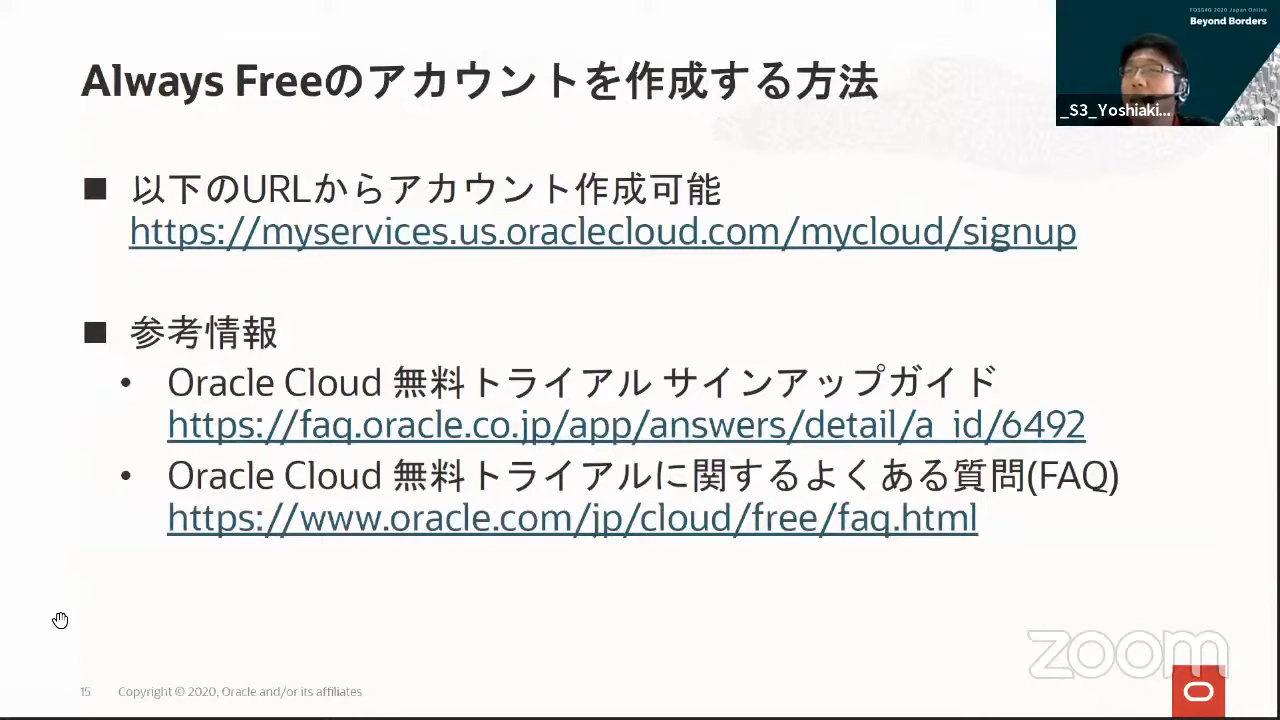 FOSS4G 2020 Japan Online
Beyond Borders
_S3_Yoshiaki...
Always Freeのアカウントを作成する方法
■ 以下のURLからアカウント作成可能
https://myservices.us.oraclecloud.com/mycloud/signup
■ 参考情報
• Oracle Cloud 無料トライアル サインアップガイド
https://faq.oracle.co.jp/app/answers/detail/a_id/6492
• Oracle Cloud 無料トライアルに関するよくある質問(FAQ)
https://www.oracle.com/jp/cloud/free/faq.html
zoom
15 Copyright © 2020, Oracle and/or its affiliates